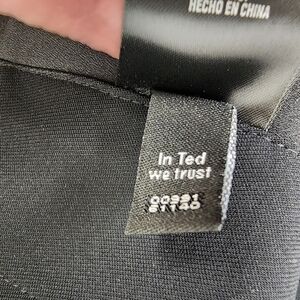 HECHO EN CHINA
In Ted
we trust